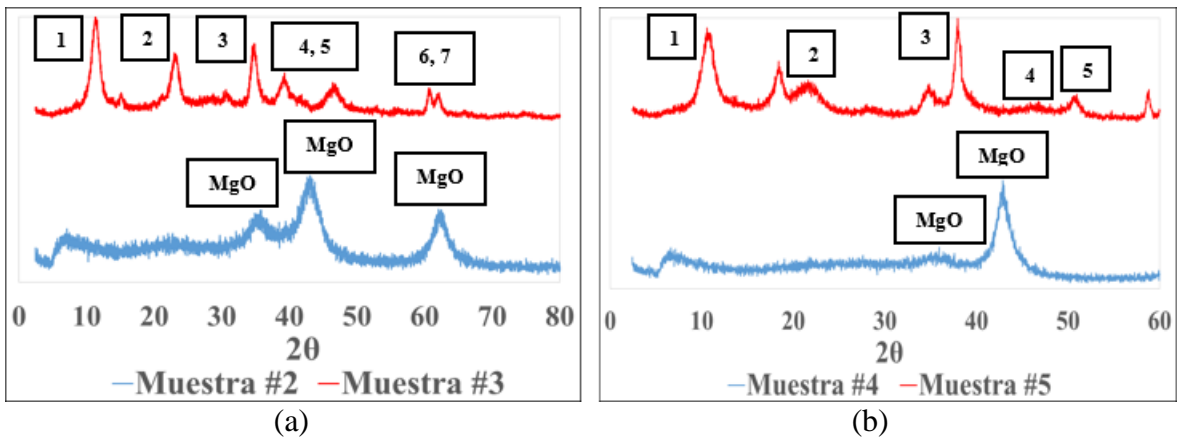 1
2
3
4, 5
6, 7
MgO
MgO
MgO
0 10 20 30 40 50 60 70 80
2θ
Muestra #2 Muestra #3
(a)
1
2
3
4
5
MgO
MgO
0 10 20 30 40 50 60
2θ
Muestra #4 Muestra #5
(b)